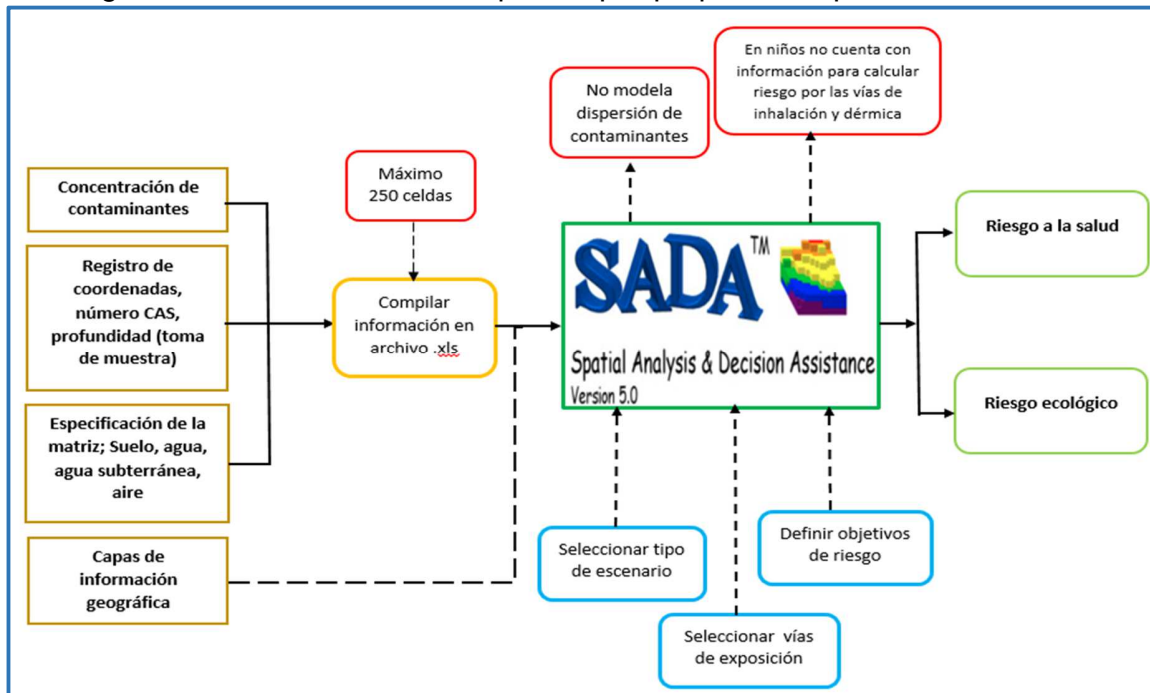 En niños no cuenta con
información para calcular
riesgo por las vías de
inhalación y dérmica
No modela
dispersión de
contaminantes
Máximo
250 celdas
Concentración de
contaminantes
Registro de
coordenadas,
número CAS,
profundidad (toma
de muestra)
Especificación de la
matriz; Suelo, agua,
agua subterránea,
aire
Capas de
información
geográfica
Compilar
información en
archivo .xls
SADA™
Spatial Analysis & Decision Assistance
Version 5.0
Riesgo a la salud
Riesgo ecológico
Seleccionar tipo
de escenario
Seleccionar vías
de exposición
Definir objetivos
de riesgo